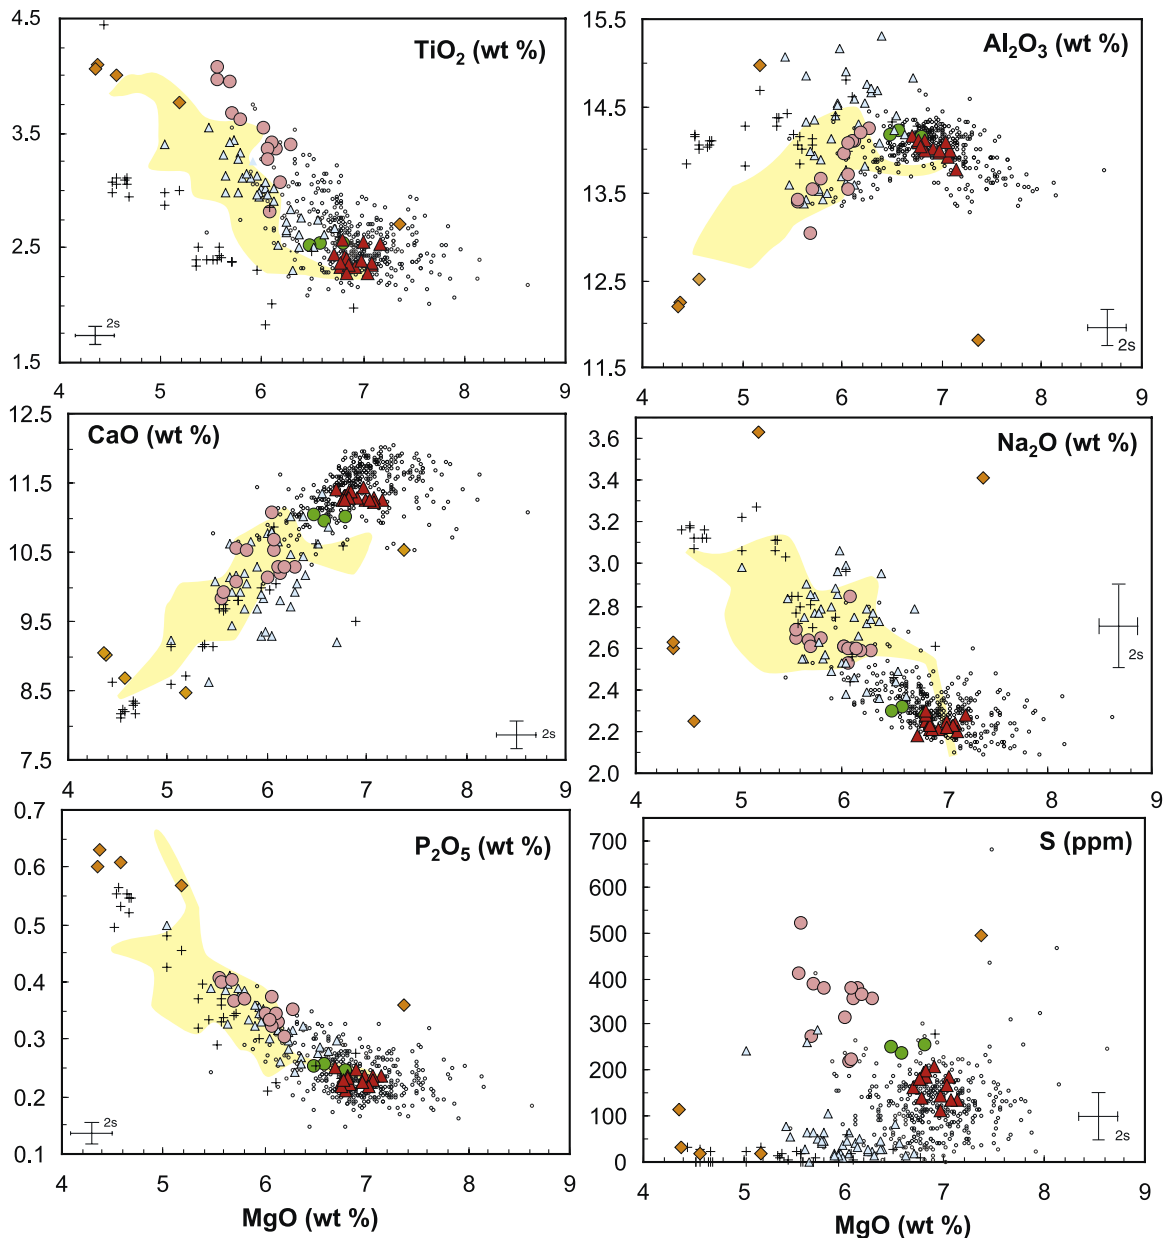 4.5
TiO2 (wt %)
3.5
2.5
1.5
2s
4 5 6 7 8 9
15.5
Al2O3 (wt %)
14.5
13.5
12.5
11.5
2s
4 5 6 7 8 9
12.5
CaO (wt %)
11.5
10.5
9.5
8.5
7.5
2s
4 5 6 7 8 9
3.6
Na2O (wt %)
3.4
3.2
3.0
2.8
2.6
2.4
2.2
2.0
2s
4 5 6 7 8 9
0.7
P2O5 (wt %)
0.6
0.5
0.4
0.3
0.2
0.1
2s
4 5 6 7 8 9
MgO (wt %)
700
S (ppm)
600
500
400
300
200
100
0
2s
4 5 6 7 8 9
MgO (wt %)